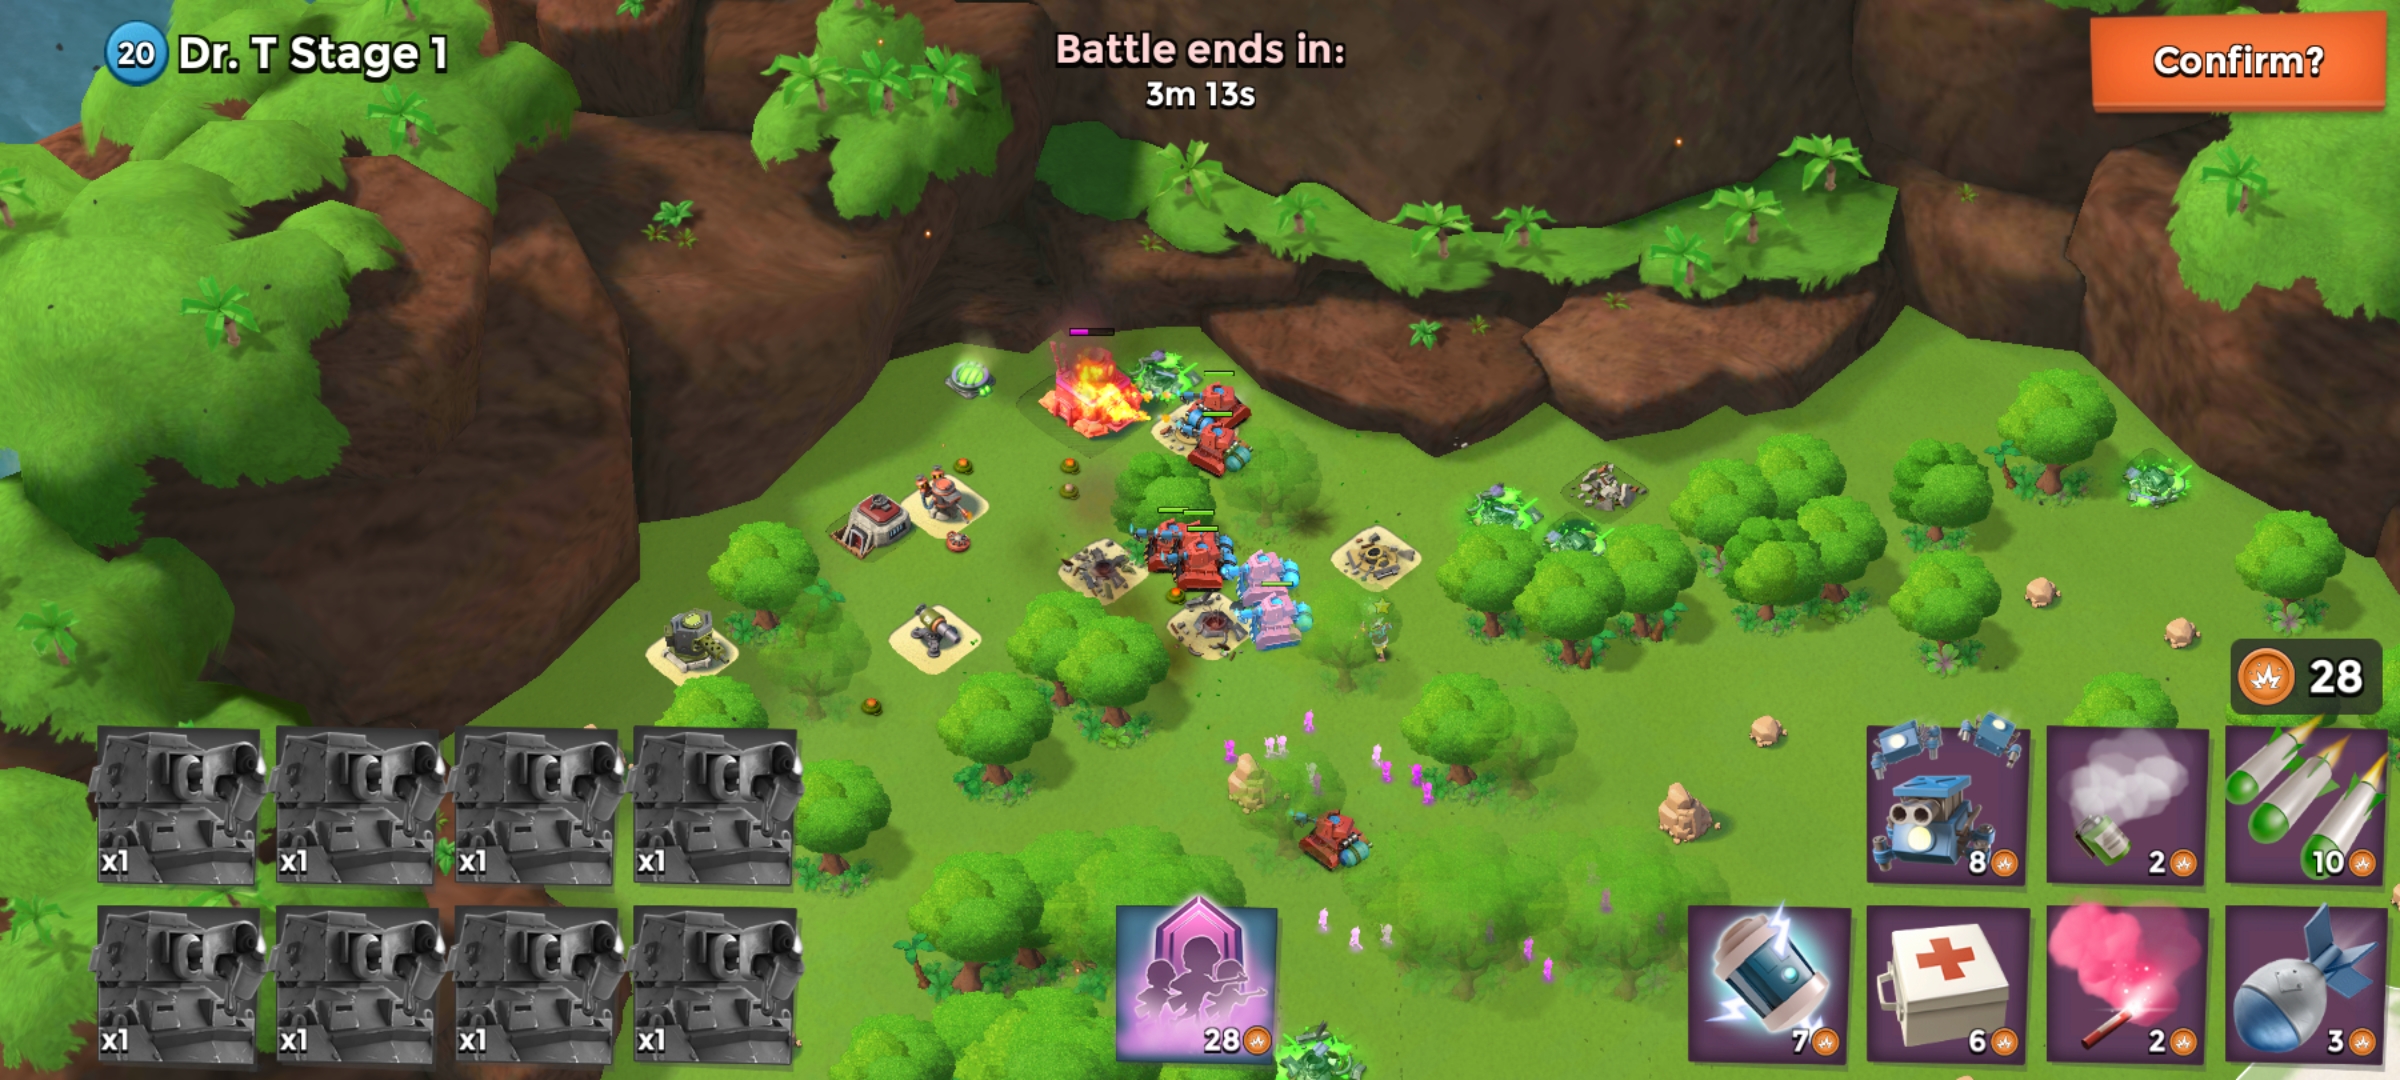 20 Dr. T Stage 1
Battle ends in:
3m 13s
Confirm?
28
x1 x1 x1 x1
8 2 10
x1 x1 x1 x1
28
7 6 2 3